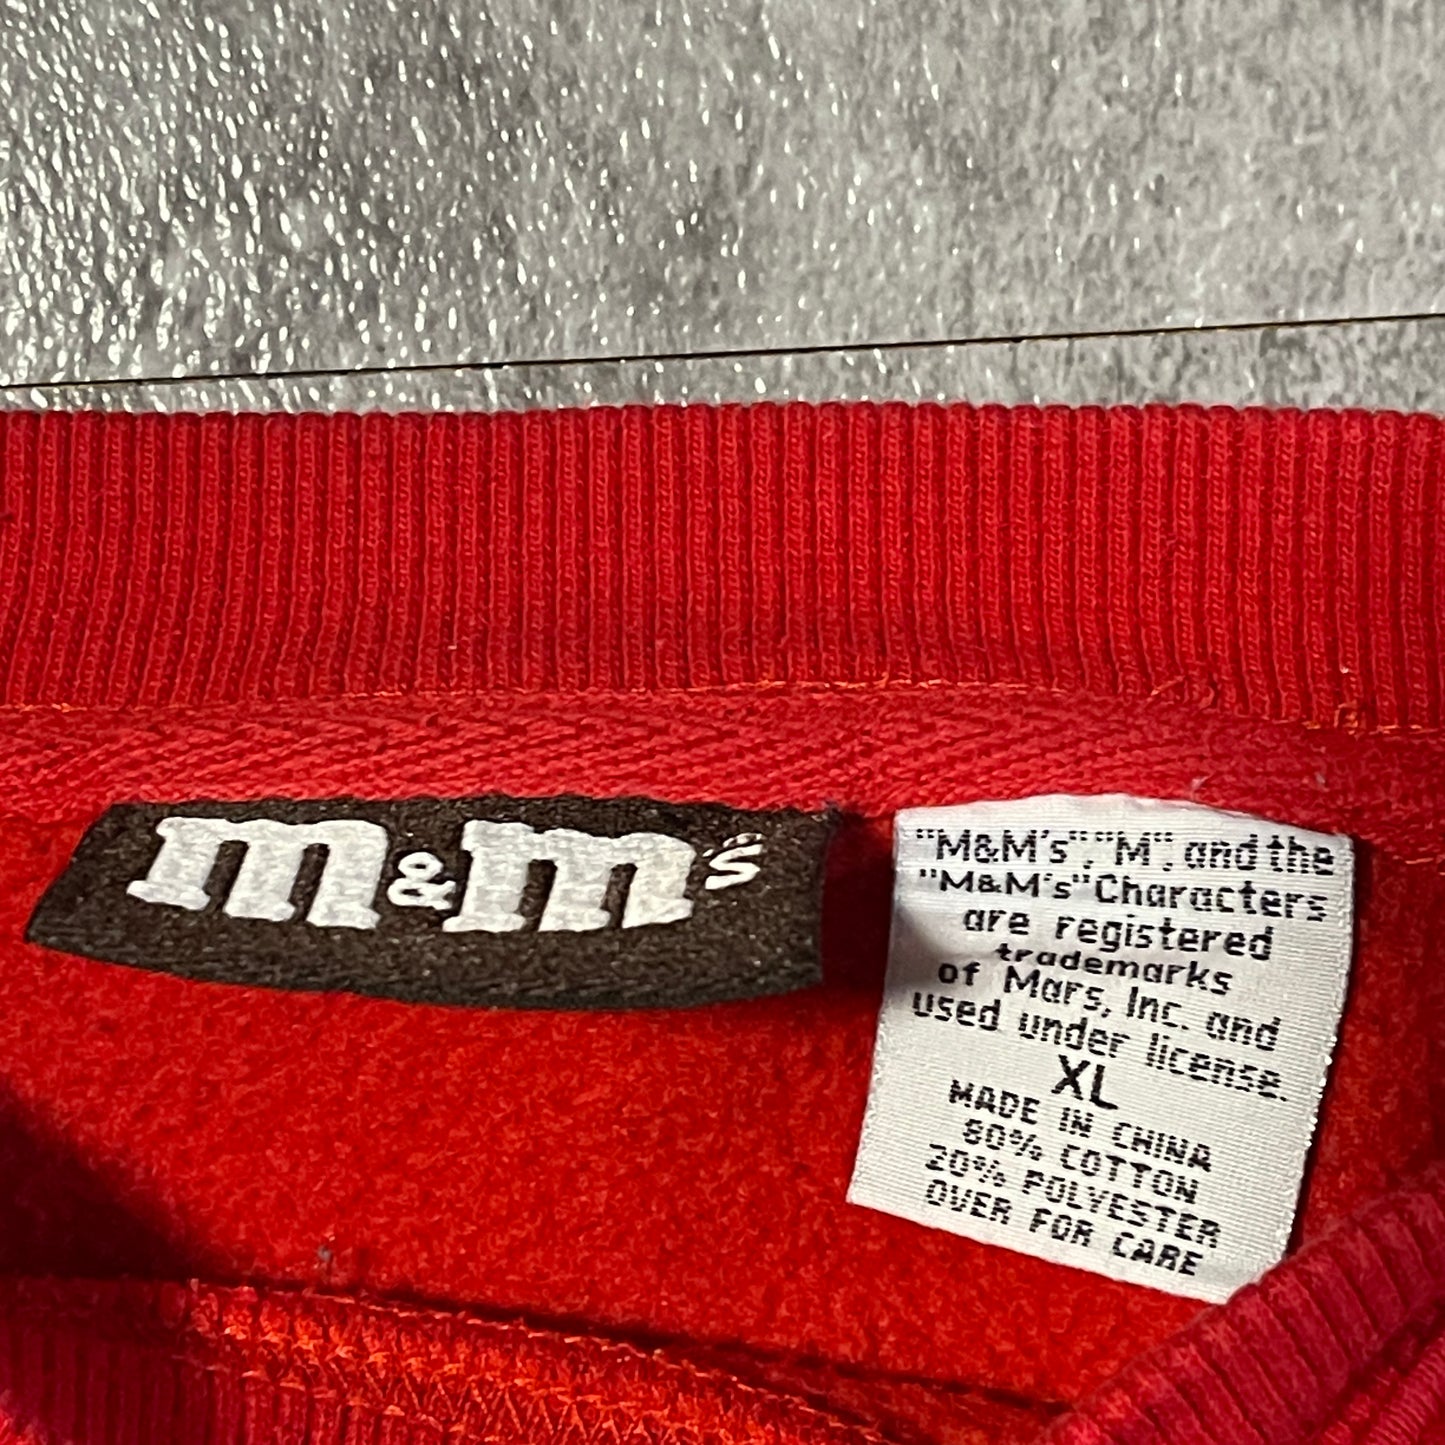 m&m's
"M&M's", "M", and the
"M&M's" Characters
are registered
trademarks
of Mars, Inc. and
used under license.
XL
MADE IN CHINA
80% COTTON
20% POLYESTER
OVER FOR CARE